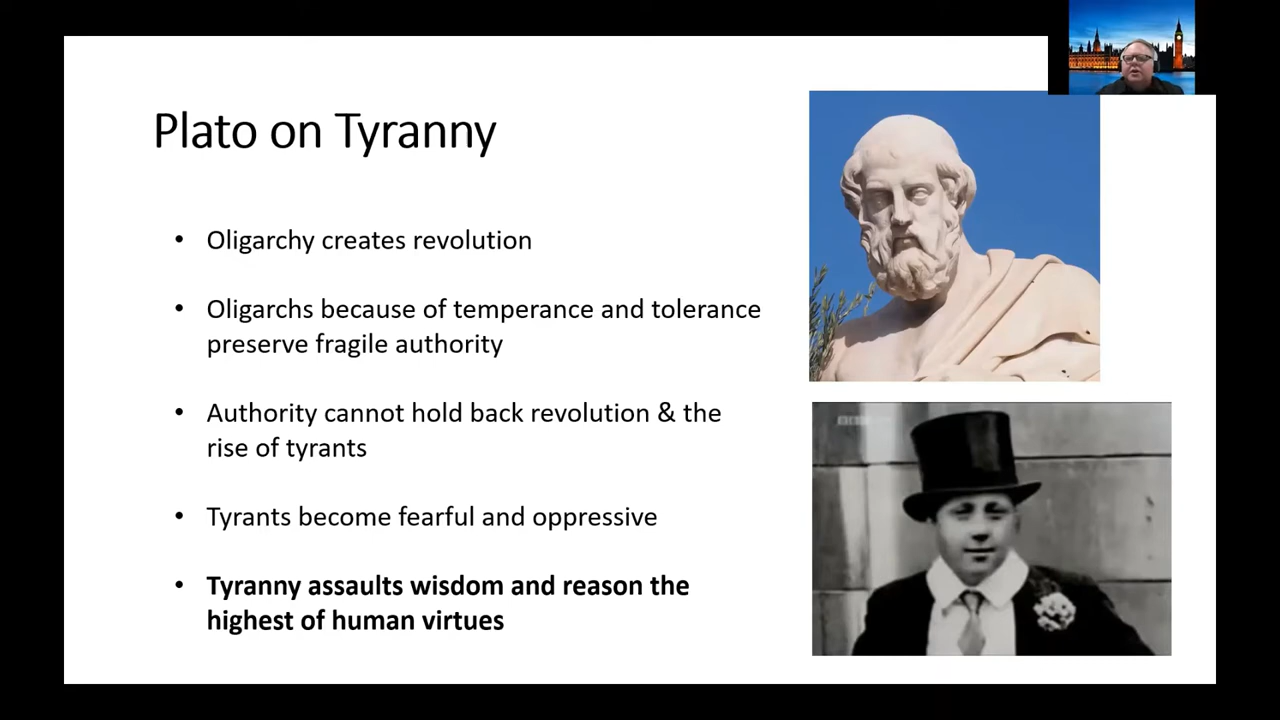 Plato on Tyranny
• Oligarchy creates revolution
• Oligarchs because of temperance and tolerance
preserve fragile authority
• Authority cannot hold back revolution & the
rise of tyrants
• Tyrants become fearful and oppressive
• Tyranny assaults wisdom and reason the
highest of human virtues
BBC